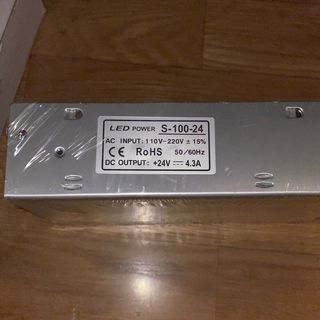 LED POWER S-100-24
AC INPUT: 110V-220V ± 15%
CE RoHS 50/60Hz
DC OUTPUT: +24V ⎓ 4.3A